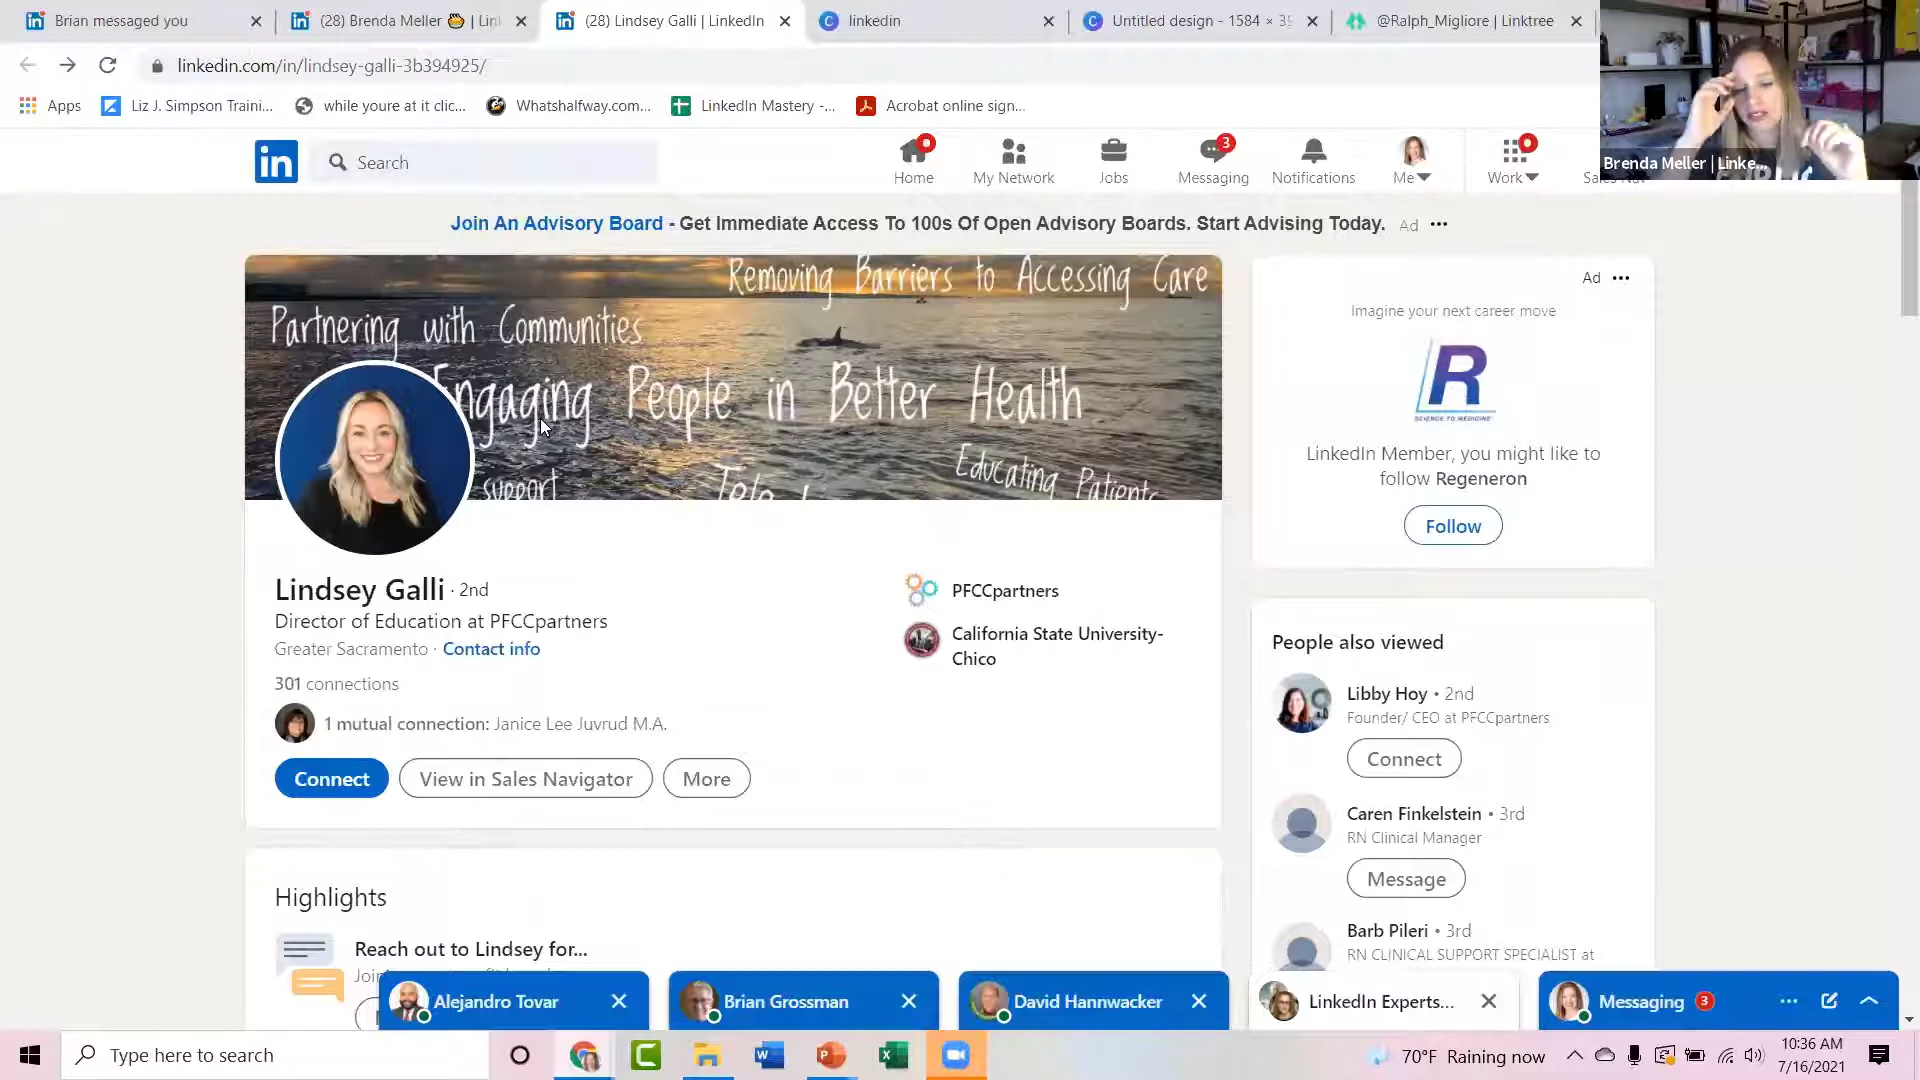 Brian messaged you
(28) Brenda Meller
(28) Lindsey Galli | LinkedIn
linkedin
Untitled design - 1584 ×
@Ralph_Migliore | Linktree
linkedin.com/in/lindsey-galli-3b394925/
Apps
Liz J. Simpson Traini...
while youre at it clic...
Whatshalfway.com...
LinkedIn Mastery -...
Acrobat online sign...
Brenda Meller | Linke...
in
Search
Home
My Network
3
Jobs
Messaging
Notifications
Me
Work
Join An Advisory Board - Get Immediate Access To 100s Of Open Advisory Boards. Start Advising Today. Ad
Removing Barriers to Accessing Care
Partnering with Communities
Engaging People in Better Health
support
Educating Patients
Lindsey Galli · 2nd
Director of Education at PFCCpartners
Greater Sacramento · Contact info
301 connections
1 mutual connection: Janice Lee Juvrud M.A.
Connect
View in Sales Navigator
More
PFCCpartners
California State University-
Chico
Highlights
Reach out to Lindsey for...
Ad
Imagine your next career move
R
SCIENCE TO MEDICINE
LinkedIn Member, you might like to
follow Regeneron
Follow
People also viewed
Libby Hoy • 2nd
Founder/ CEO at PFCCpartners
Connect
Caren Finkelstein • 3rd
RN Clinical Manager
Message
Barb Pileri • 3rd
RN CLINICAL SUPPORT SPECIALIST at
Alejandro Tovar
Brian Grossman
David Hannwacker
LinkedIn Experts...
Messaging 3
Type here to search
70°F Raining now
10:36 AM
7/16/2021